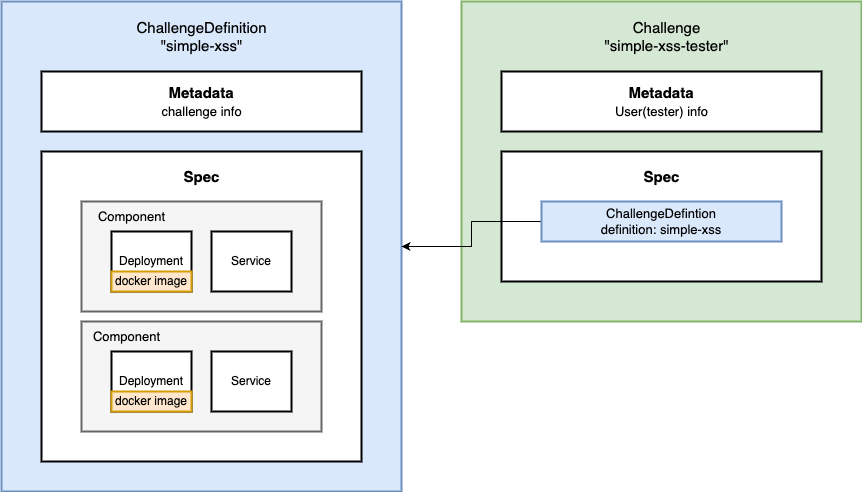 ChallengeDefinition
"simple-xss"
Metadata
challenge info
Spec
Component
Deployment
docker image
Service
Component
Deployment
docker image
Service
Challenge
"simple-xss-tester"
Metadata
User(tester) info
Spec
ChallengeDefintion
definition: simple-xss